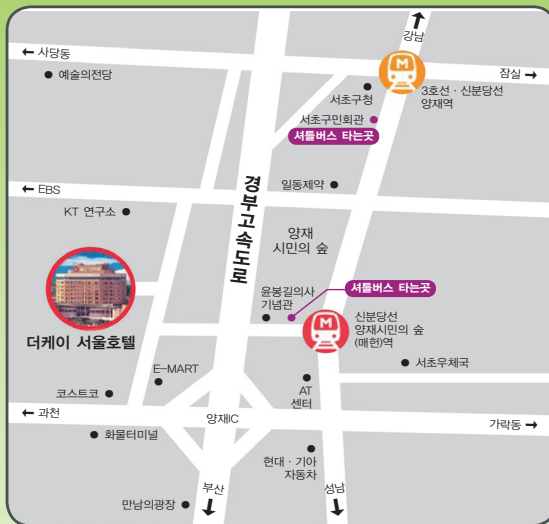 강남
← 사당동
예술의전당
잠실 →
3호선 · 신분당선
양재역
서초구청
서초구민회관
셔틀버스 타는곳
← EBS
일동제약
KT 연구소
경부고속도로
양재
시민의 숲
윤봉길의사
기념관
셔틀버스 타는곳
신분당선
양재시민의 숲
(매헌)역
더케이 서울호텔
E-MART
서초우체국
코스트코
AT
센터
← 과천
양재IC
가락동 →
화물터미널
현대 · 기아
자동차
부산
성남
만남의광장